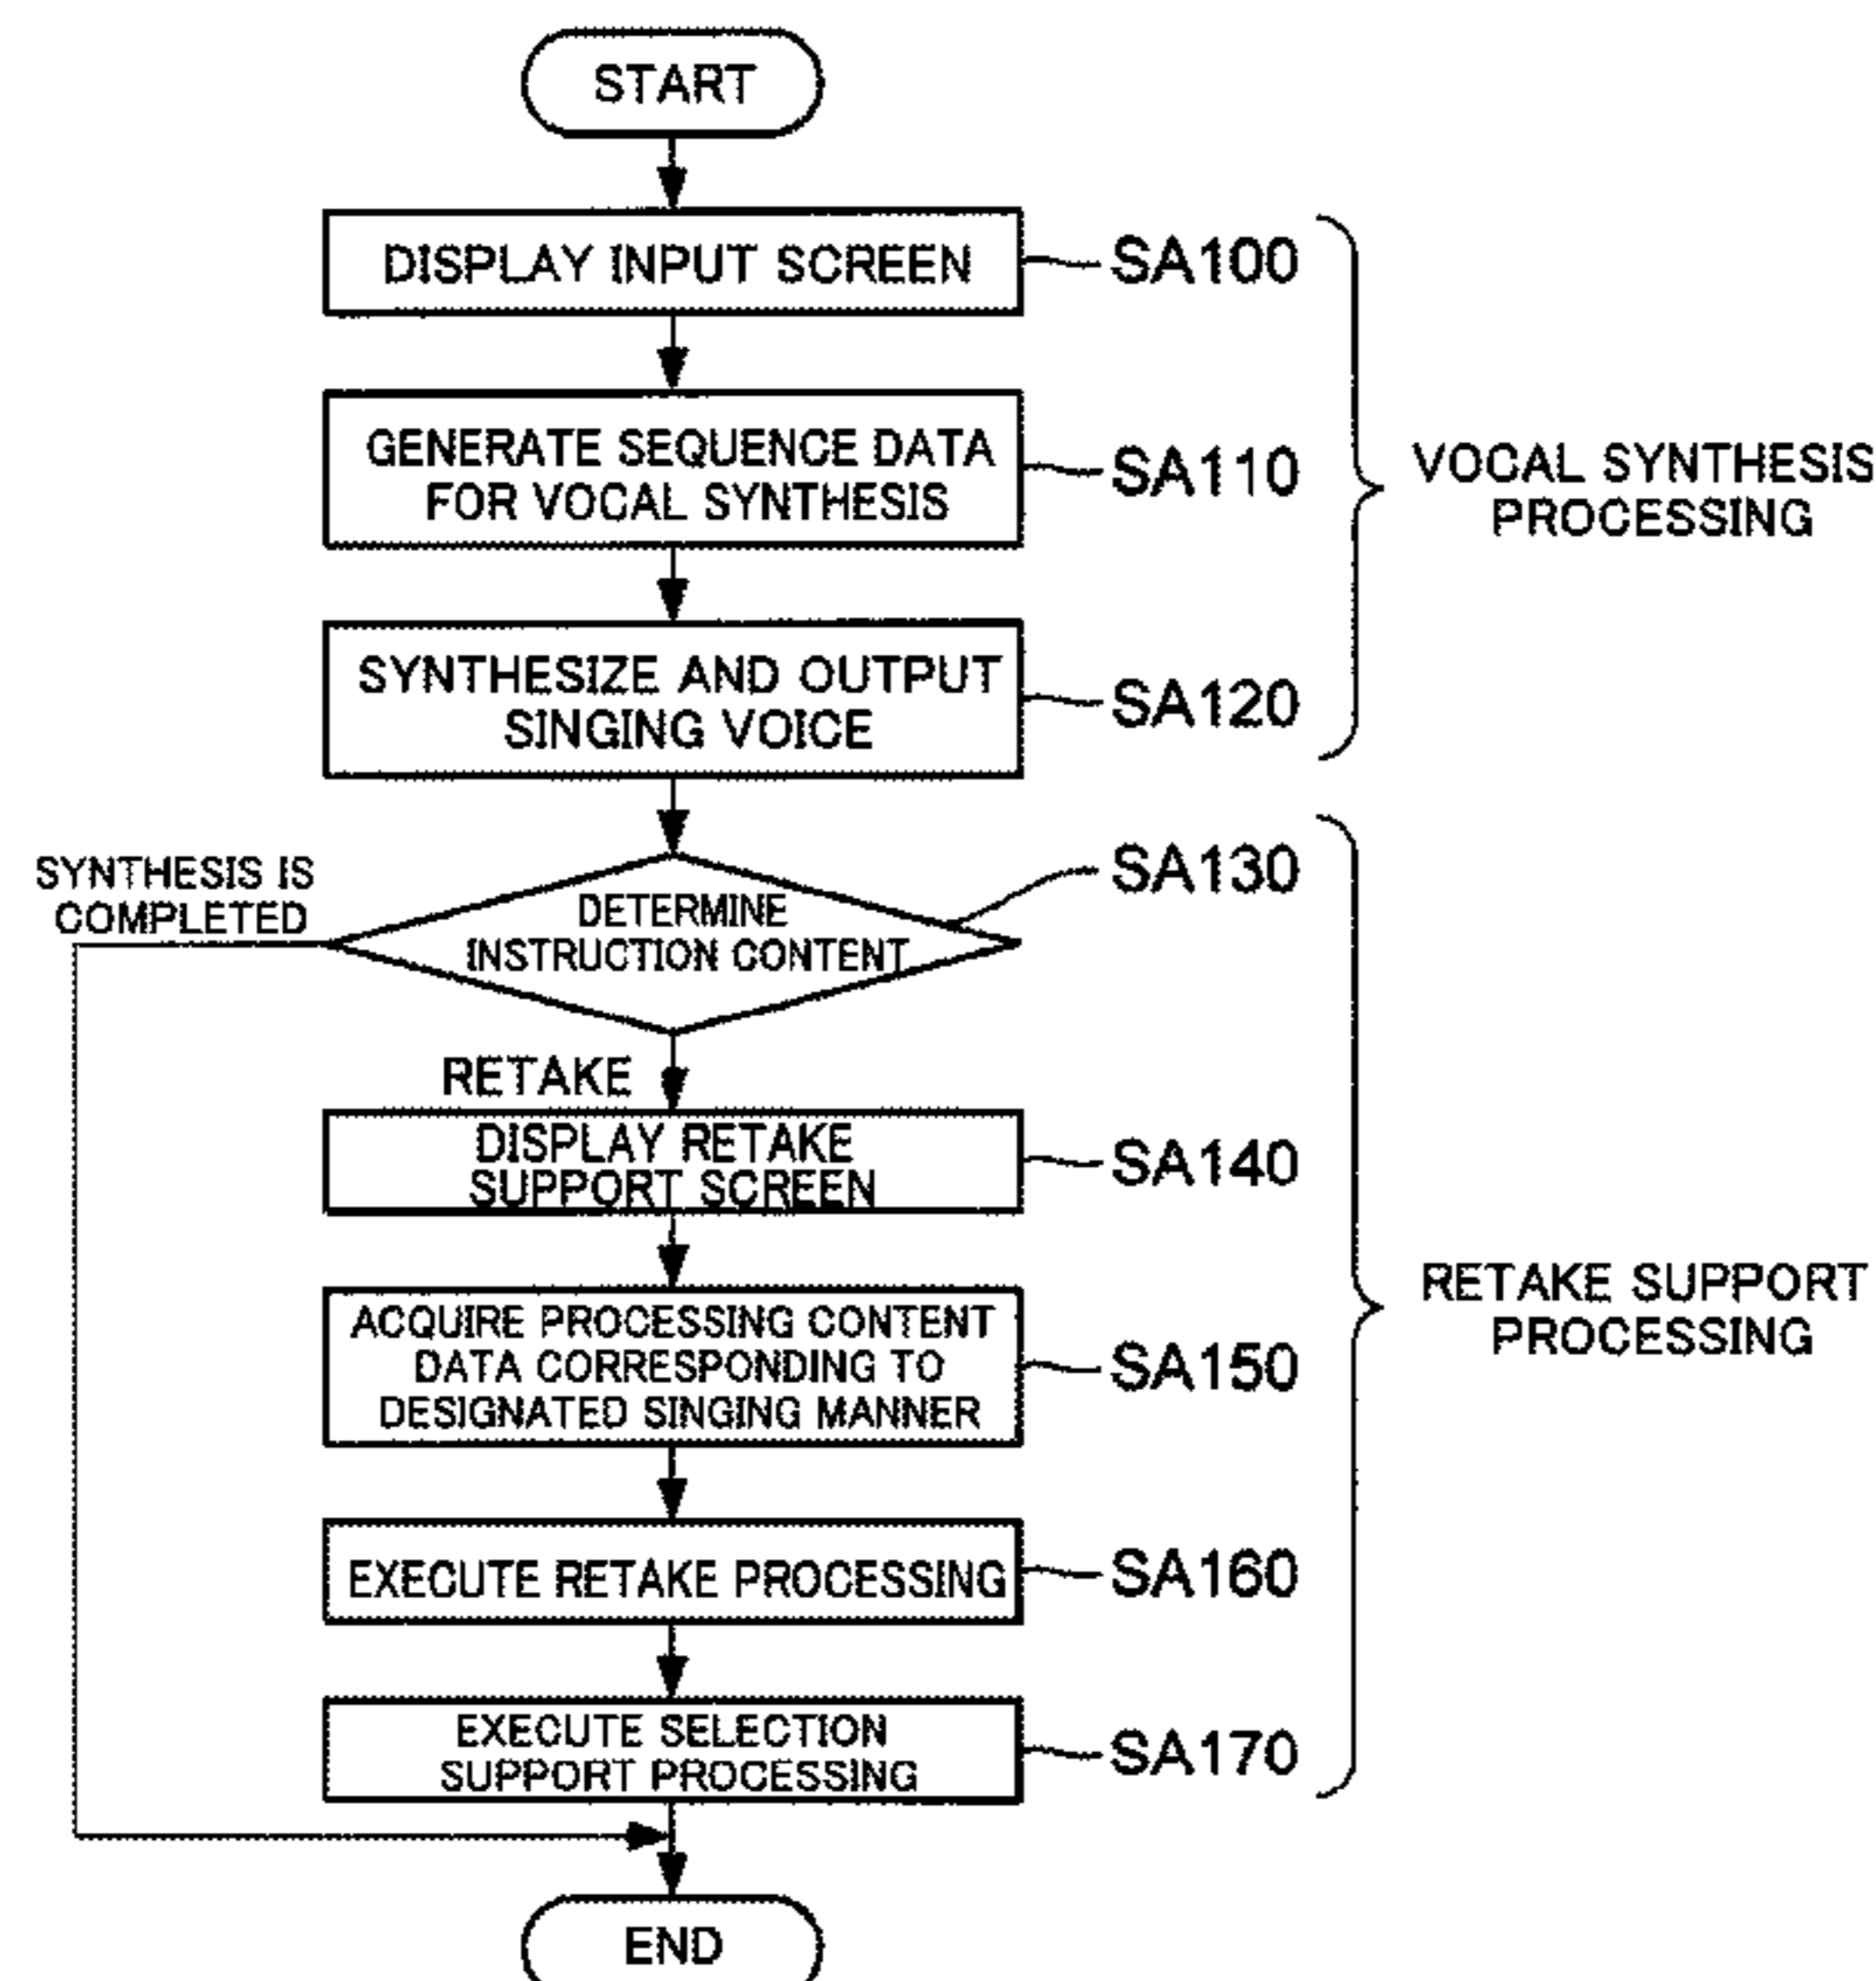 START
DISPLAY INPUT SCREEN
SA100
GENERATE SEQUENCE DATA
FOR VOCAL SYNTHESIS
SA110
VOCAL SYNTHESIS
PROCESSING
SYNTHESIZE AND OUTPUT
SINGING VOICE
SA120
SYNTHESIS IS
COMPLETED
DETERMINE
INSTRUCTION CONTENT
SA130
RETAKE
DISPLAY RETAKE
SUPPORT SCREEN
SA140
ACQUIRE PROCESSING CONTENT
DATA CORRESPONDING TO
DESIGNATED SINGING MANNER
SA150
RETAKE SUPPORT
PROCESSING
EXECUTE RETAKE PROCESSING
SA160
EXECUTE SELECTION
SUPPORT PROCESSING
SA170
END